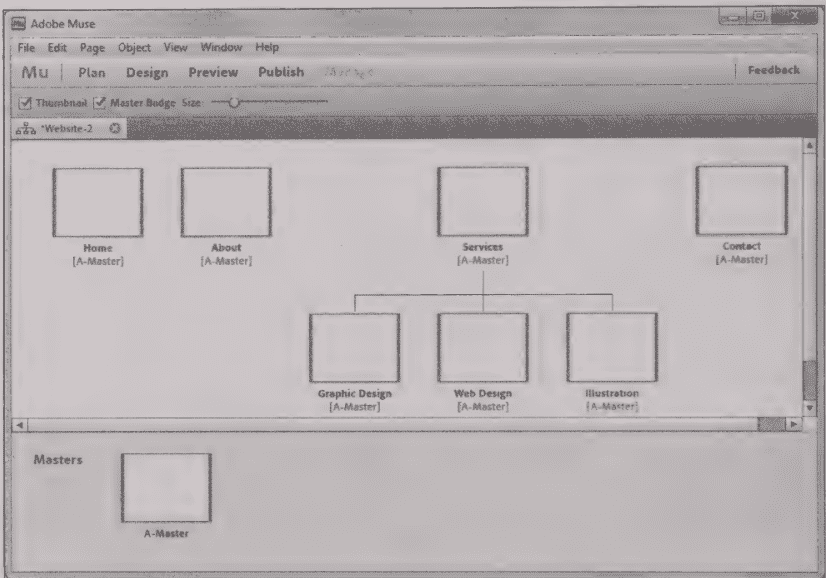 Mu Adobe Muse
File Edit Page Object View Window Help
Mu Plan Design Preview Publish Feedback
Thumbnail Master Badge Size
*Website-2
Home About Services Contact
[A-Master] [A-Master] [A-Master] [A-Master]
Graphic Design Web Design Illustration
[A-Master] [A-Master] [A-Master]
Masters
A-Master